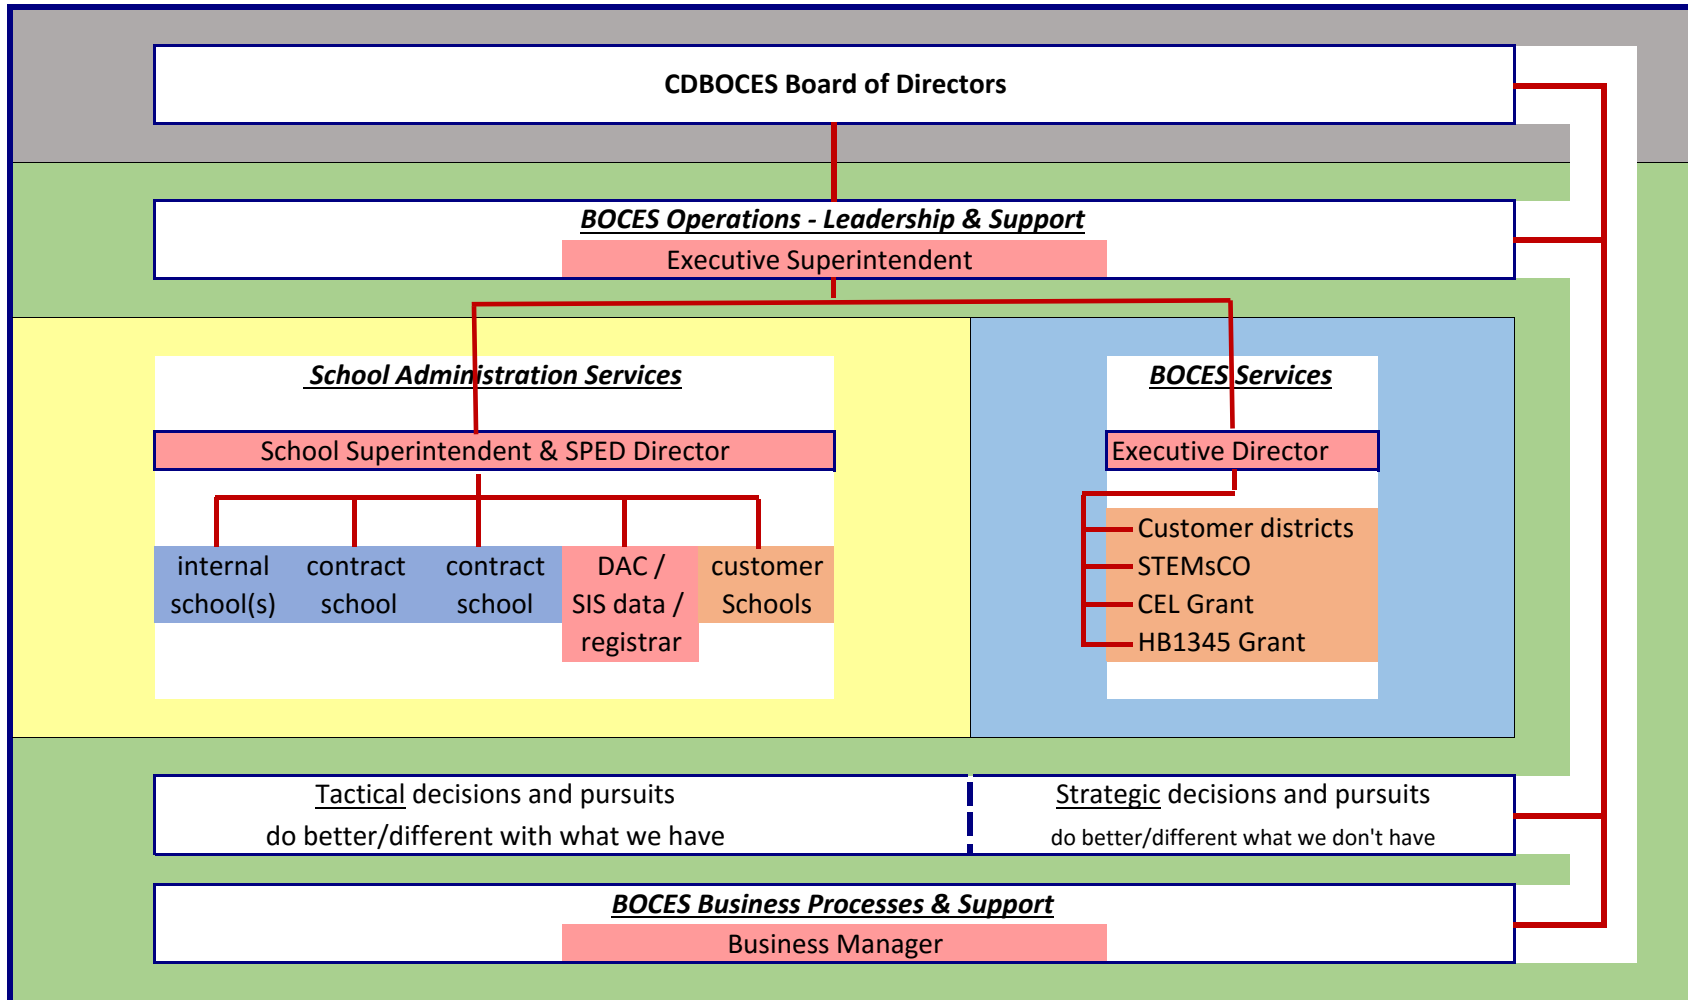 CDBOCES Board of Directors
BOCES Operations - Leadership & Support
Executive Superintendent
School Administration Services
BOCES Services
School Superintendent & SPED Director
Executive Director
internal
school(s)
contract
school
contract
school
DAC /
SIS data /
registrar
customer
Schools
Customer districts
STEMsCO
CEL Grant
HB1345 Grant
Tactical decisions and pursuits
do better/different with what we have
Strategic decisions and pursuits
do better/different what we don't have
BOCES Business Processes & Support
Business Manager